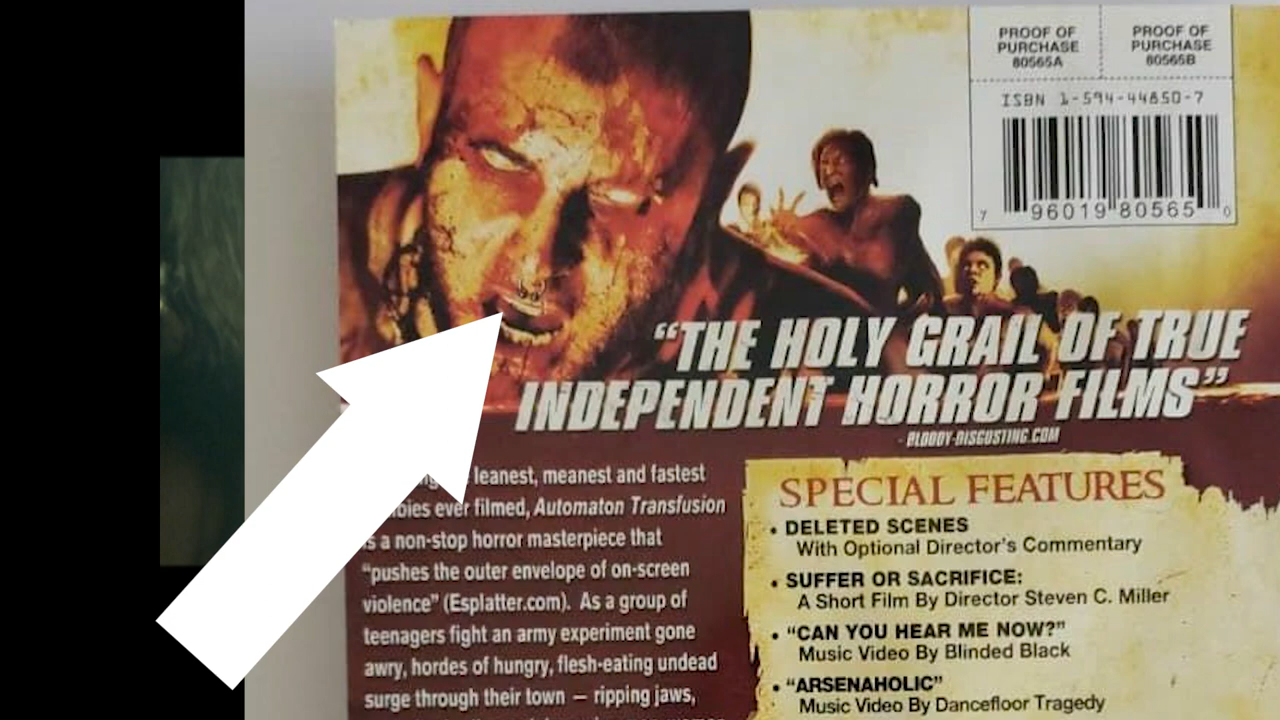 PROOF OF
PURCHASE
80565A
PROOF OF
PURCHASE
80565B
ISBN 1-594-44850-7
7 96019 80565 0
“THE HOLY GRAIL OF TRUE
INDEPENDENT HORROR FILMS”
- BLOODY-DISGUSTING.COM
leanest, meanest and fastest
ever filmed, Automaton Transfusion
is a non-stop horror masterpiece that
“pushes the outer envelope of on-screen
violence” (Esplatter.com). As a group of
teenagers fight an army experiment gone
awry, hordes of hungry, flesh-eating undead
surge through their town – ripping jaws,
SPECIAL FEATURES
• DELETED SCENES
With Optional Director's Commentary
• SUFFER OR SACRIFICE:
A Short Film By Director Steven C. Miller
• “CAN YOU HEAR ME NOW?”
Music Video By Blinded Black
• “ARSENAHOLIC”
Music Video By Dancefloor Tragedy